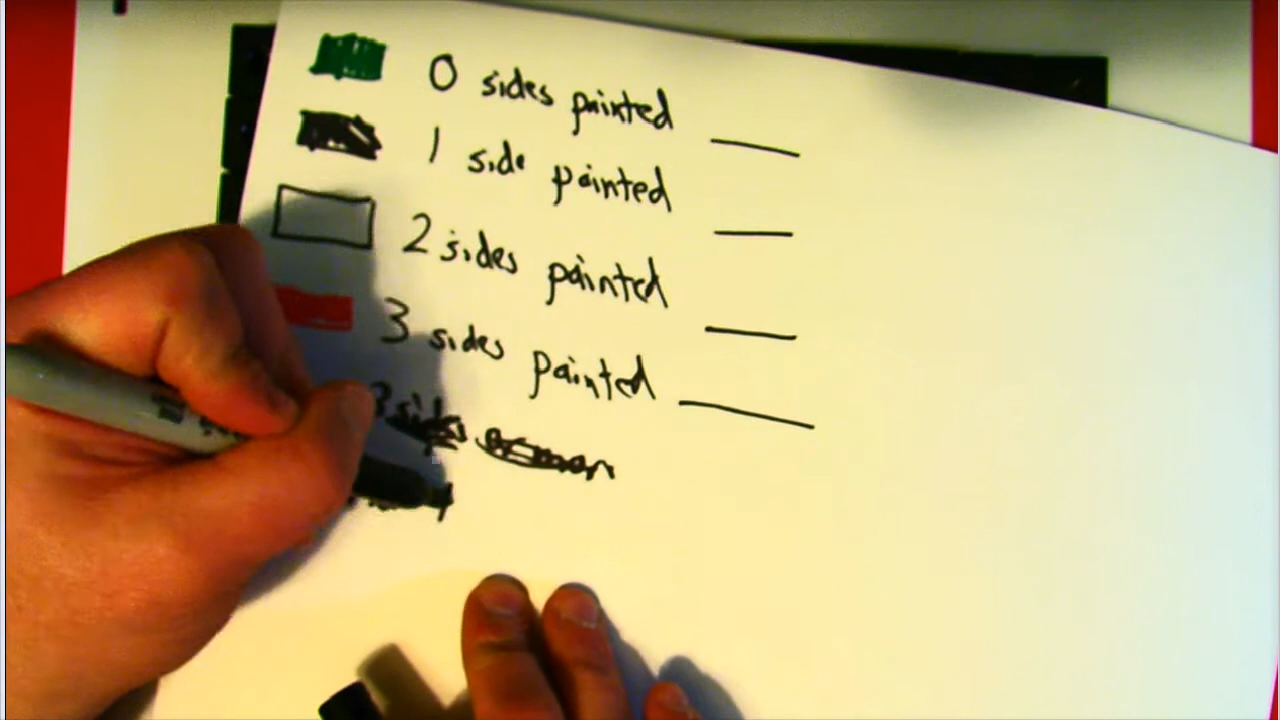 0 sides painted
1 side painted
2 sides painted
3 sides painted